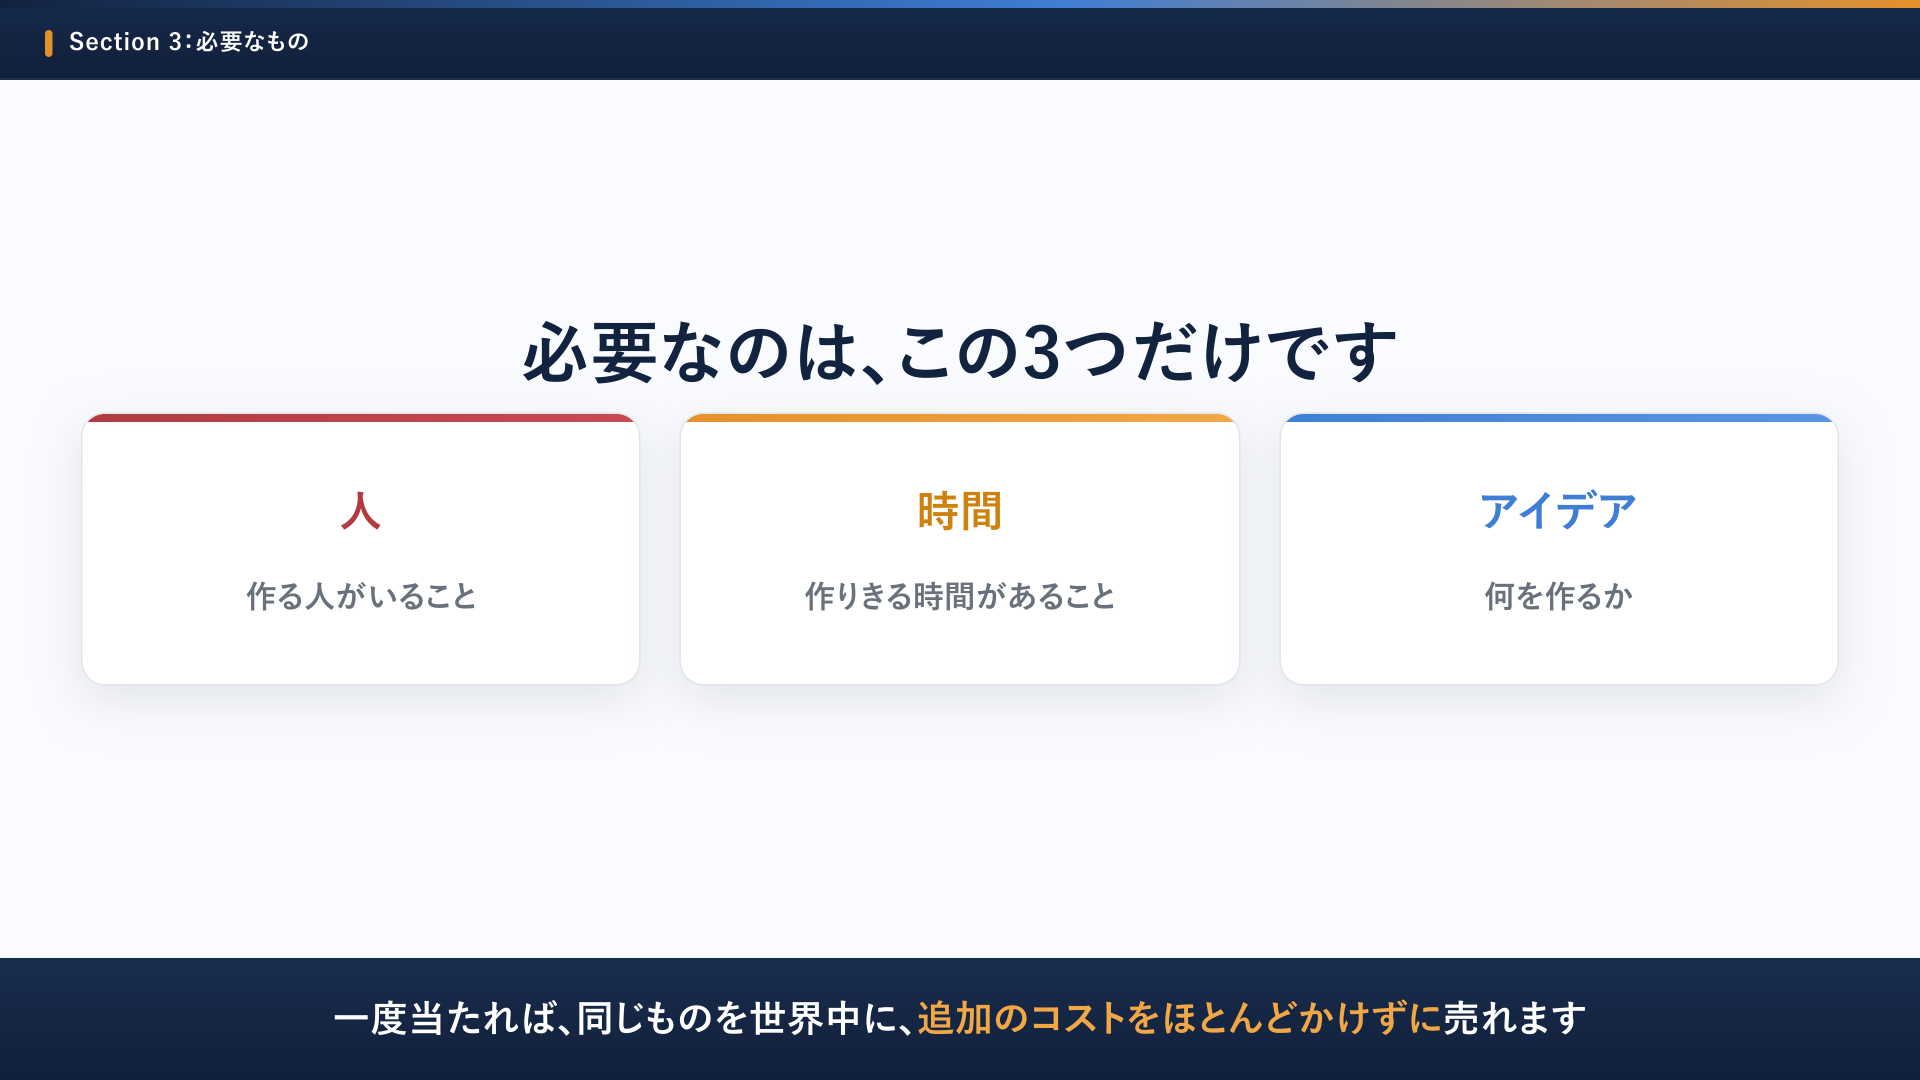 Section 3：必要なもの
必要なのは、この3つだけです
人
作る人がいること
時間
作りきる時間があること
アイデア
何を作るか
一度当たれば、同じものを世界中に、追加のコストをほとんどかけずに売れます